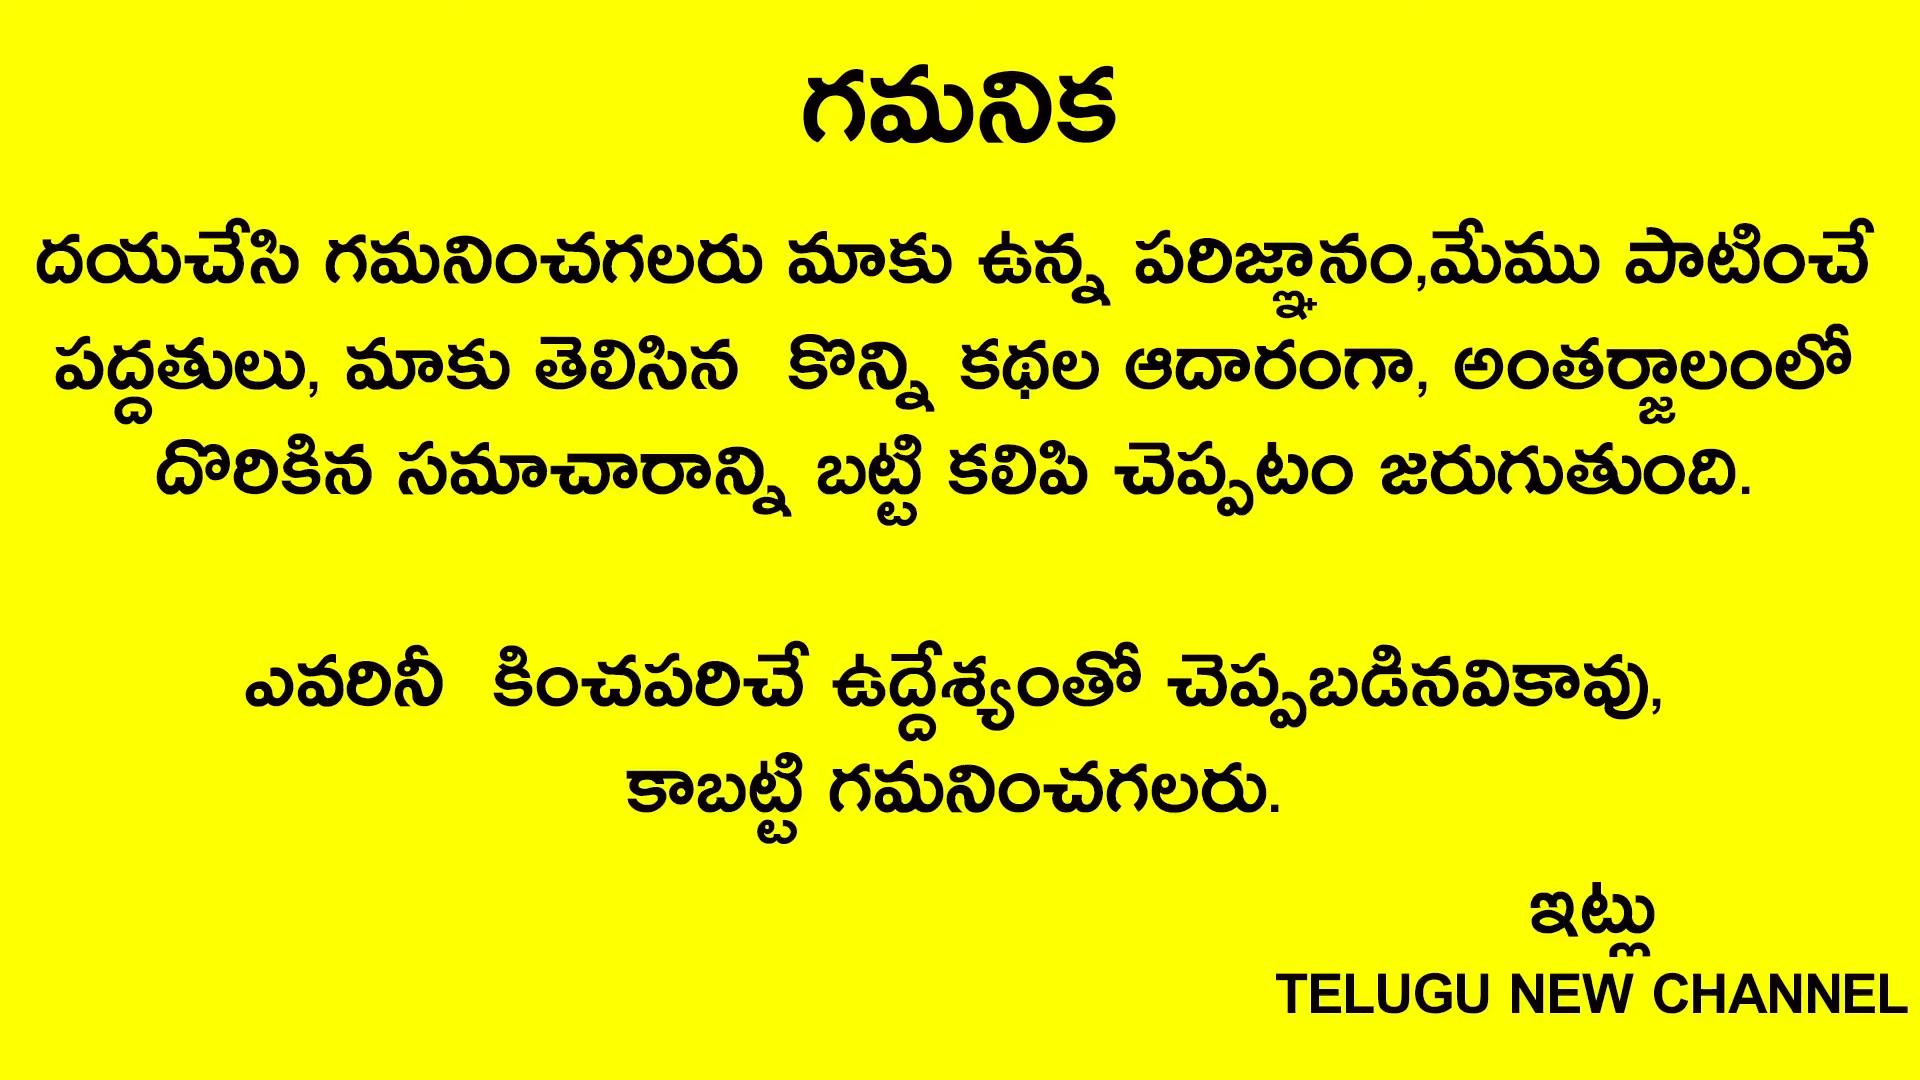 గమనిక
దయచేసి గమనించగలరు మాకు ఉన్న పరిజ్ఞానం,మేము పాటించే
పద్దతులు, మాకు తెలిసిన కొన్ని కథల ఆదారంగా, అంతర్జాలంలో
దొరికిన సమాచారాన్ని బట్టి కలిపి చెప్పటం జరుగుతుంది.
ఎవరినీ కించపరిచే ఉద్దేశ్యంతో చెప్పబడినవికావు,
కాబట్టి గమనించగలరు.
ఇట్లు
TELUGU NEW CHANNEL